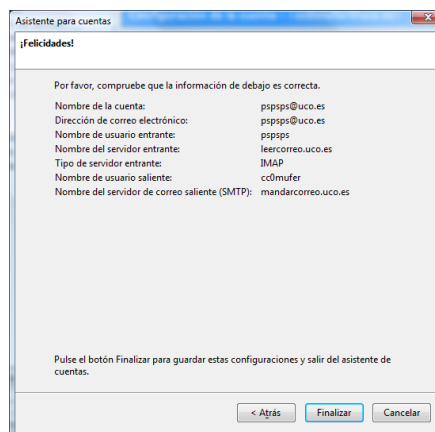 Asistente para cuentas
¡Felicidades!
Por favor, compruebe que la información de debajo es correcta.
Nombre de la cuenta: pspsps@uco.es
Dirección de correo electrónico: pspsps@uco.es
Nombre de usuario entrante: pspsps
Nombre del servidor entrante: leercorreo.uco.es
Tipo de servidor entrante: IMAP
Nombre de usuario saliente: cc0mufer
Nombre del servidor de correo saliente (SMTP): mandarcorreo.uco.es
Pulse el botón Finalizar para guardar estas configuraciones y salir del asistente de
cuentas.
< Atrás Finalizar Cancelar